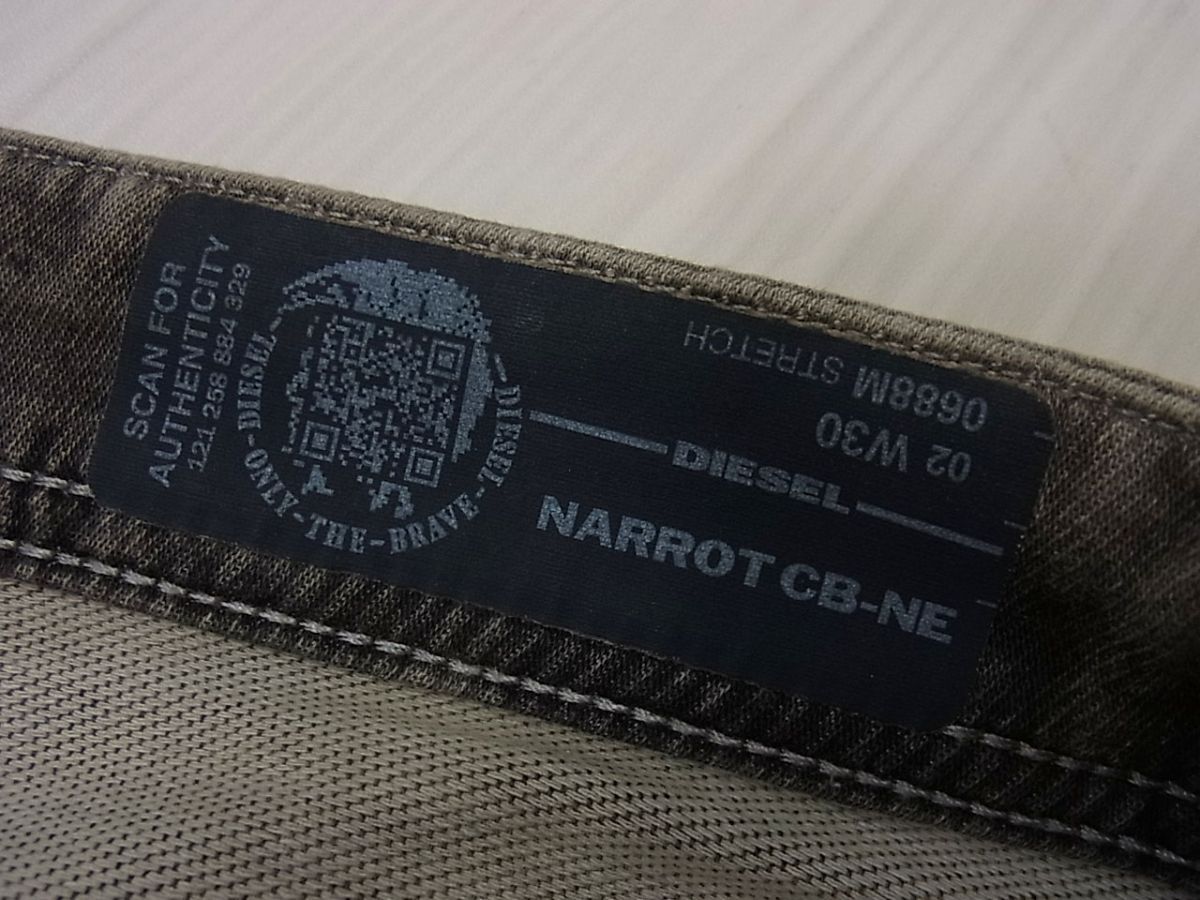 SCAN FOR
AUTHENTICITY
121 258 884 329
-DIESEL-ONLY-THE-BRAVE-DIESEL-
DIESEL
NARROT CB-NE
02 W30
0688M STRETCH